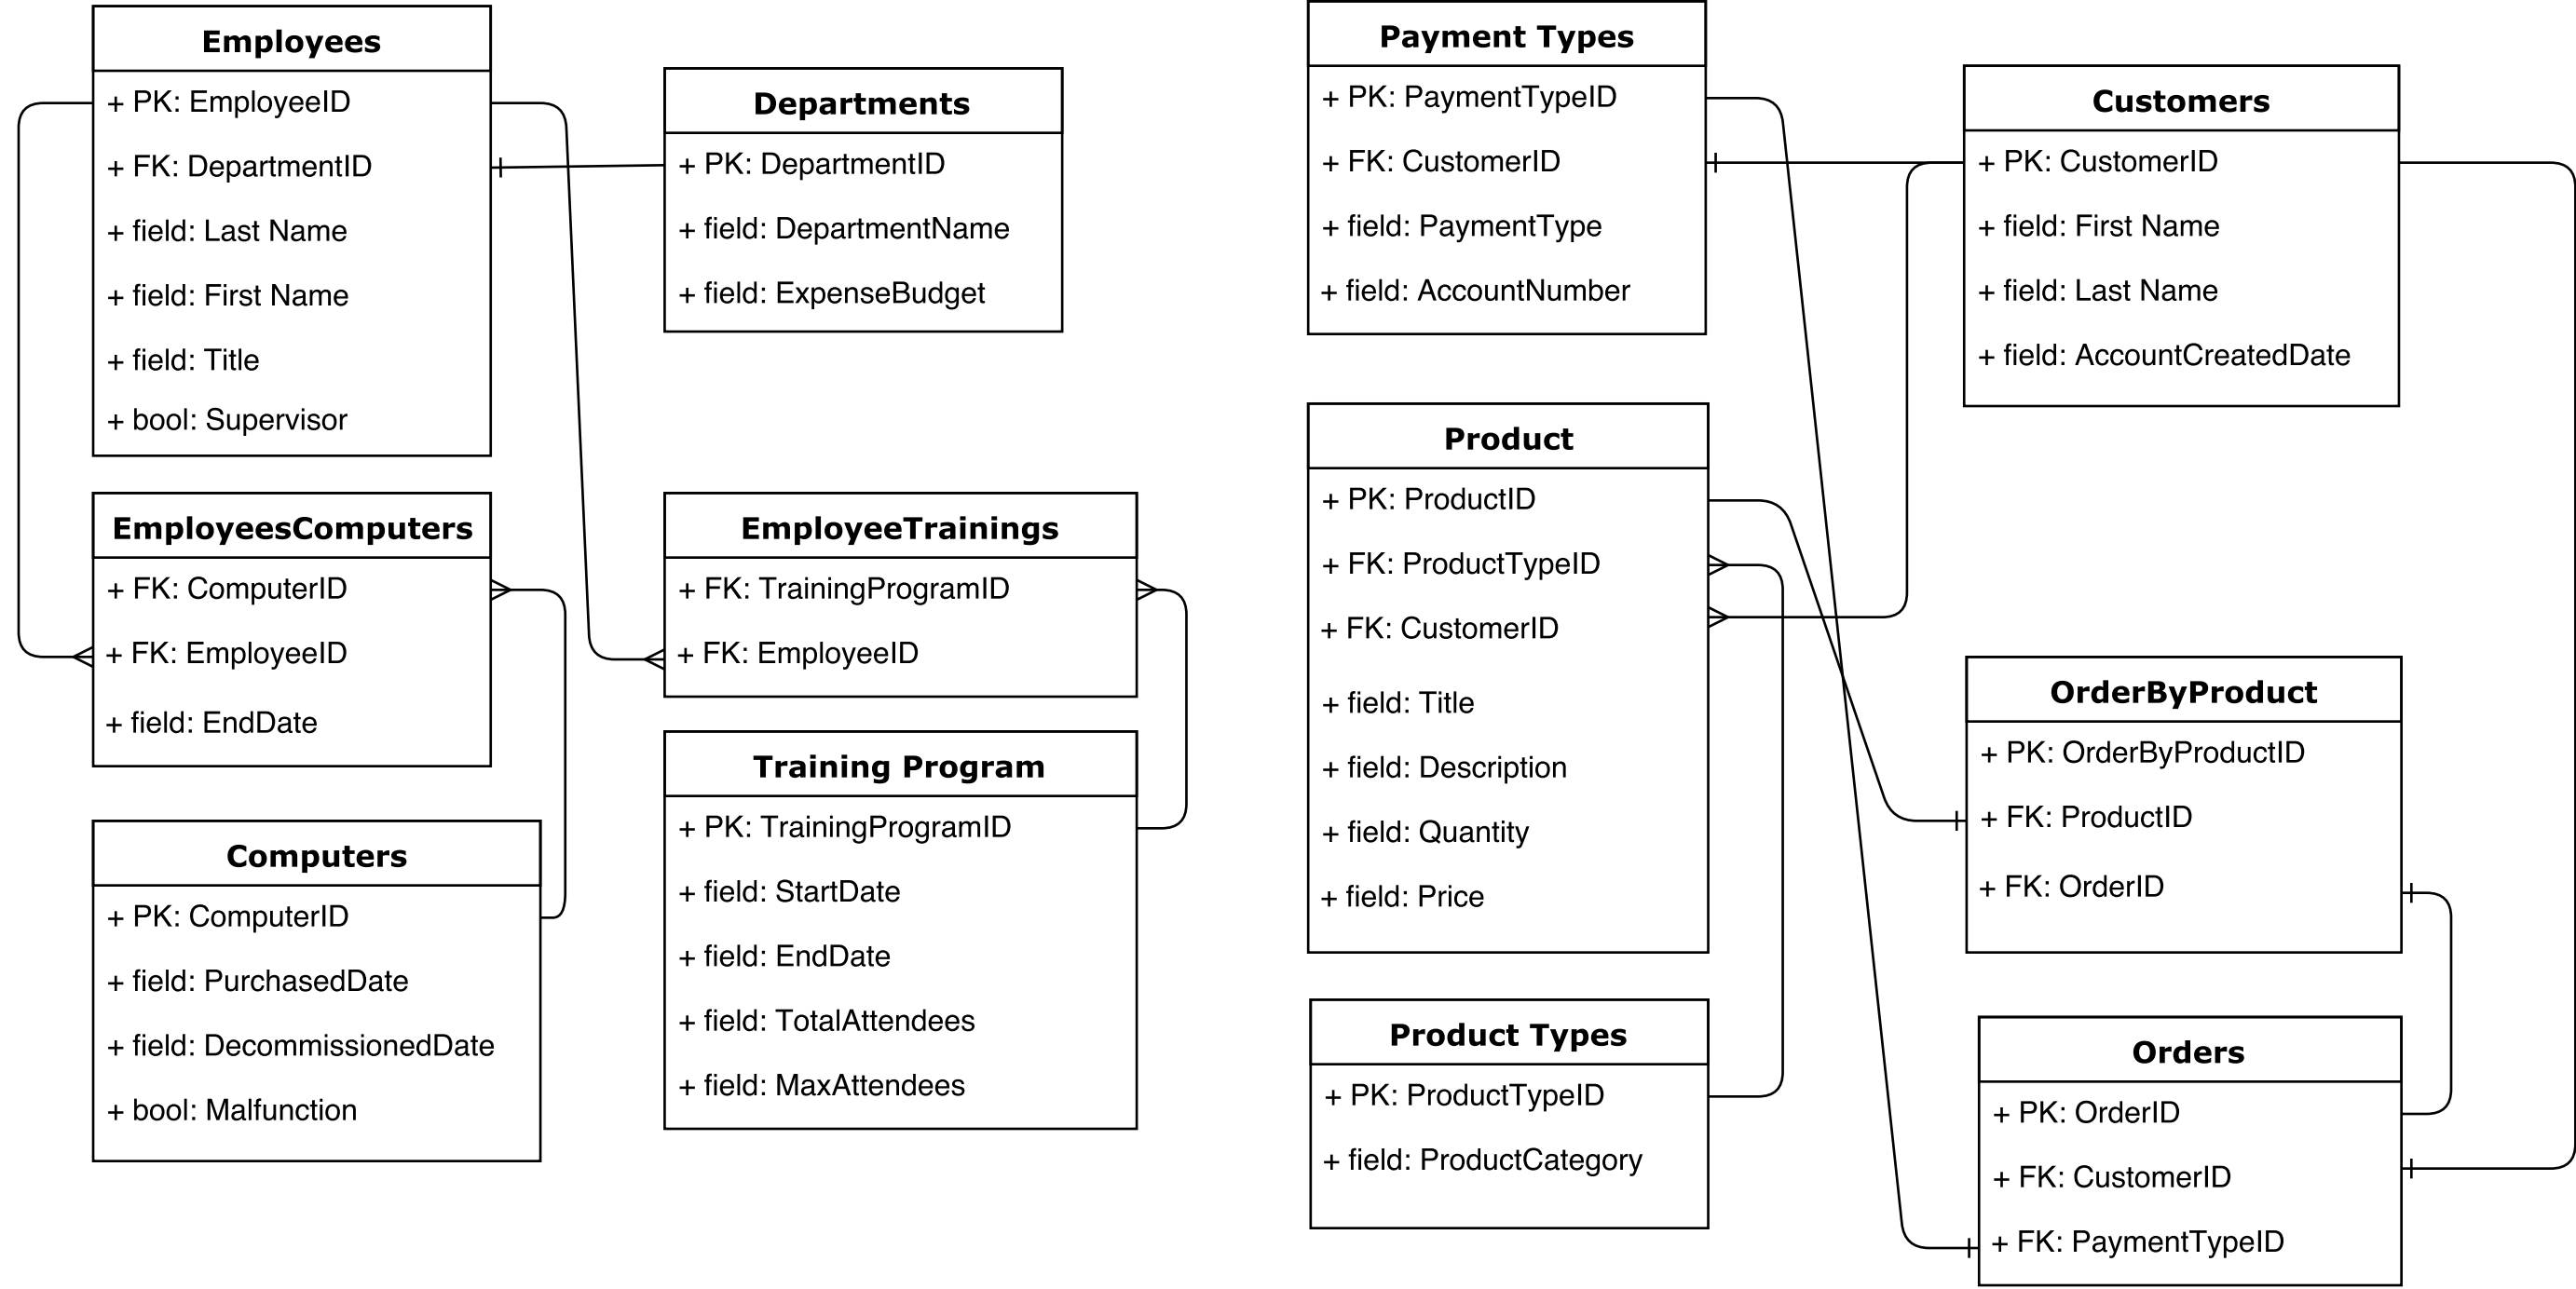 Employees
+ PK: EmployeeID
+ FK: DepartmentID
+ field: Last Name
+ field: First Name
+ field: Title
+ bool: Supervisor
Departments
+ PK: DepartmentID
+ field: DepartmentName
+ field: ExpenseBudget
EmployeesComputers
+ FK: ComputerID
+ FK: EmployeeID
+ field: EndDate
EmployeeTrainings
+ FK: TrainingProgramID
+ FK: EmployeeID
Computers
+ PK: ComputerID
+ field: PurchasedDate
+ field: DecommissionedDate
+ bool: Malfunction
Training Program
+ PK: TrainingProgramID
+ field: StartDate
+ field: EndDate
+ field: TotalAttendees
+ field: MaxAttendees
Payment Types
+ PK: PaymentTypeID
+ FK: CustomerID
+ field: PaymentType
+ field: AccountNumber
Customers
+ PK: CustomerID
+ field: First Name
+ field: Last Name
+ field: AccountCreatedDate
Product
+ PK: ProductID
+ FK: ProductTypeID
+ FK: CustomerID
+ field: Title
+ field: Description
+ field: Quantity
+ field: Price
OrderByProduct
+ PK: OrderByProductID
+ FK: ProductID
+ FK: OrderID
Product Types
+ PK: ProductTypeID
+ field: ProductCategory
Orders
+ PK: OrderID
+ FK: CustomerID
+ FK: PaymentTypeID